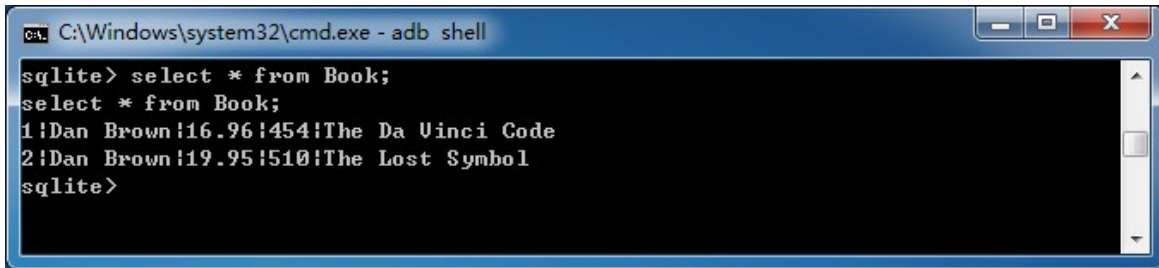 C:\Windows\system32\cmd.exe - adb shell
sqlite> select * from Book;
select * from Book;
1|Dan Brown|16.96|454|The Da Vinci Code
2|Dan Brown|19.95|510|The Lost Symbol
sqlite>